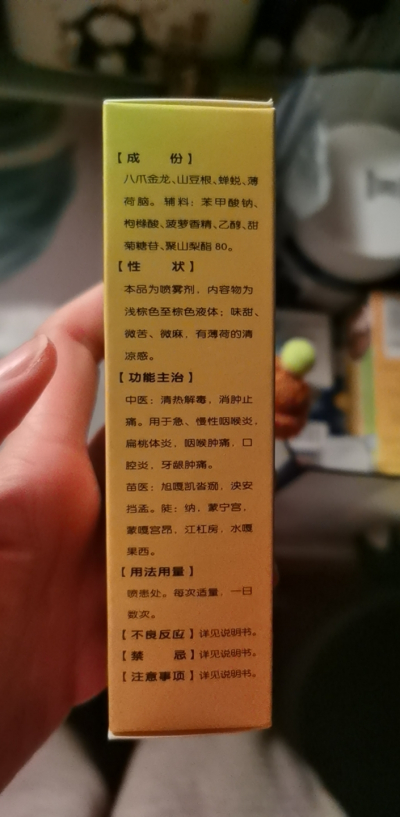 【成 份】
八爪金龙、山豆根、蝉蜕、薄
荷脑。辅料：苯甲酸钠、
枸橼酸、菠萝香精、乙醇、甜
菊糖苷、聚山梨酯 80。
【性 状】
本品为喷雾剂，内容物为
浅棕色至棕色液体；味甜、
微苦、微麻，有薄荷的清
凉感。
【功能主治】
中医：清热解毒，消肿止
痛。用于急、慢性咽喉炎，
扁桃体炎，咽喉肿痛，口
腔炎，牙龈肿痛。
苗医：旭嘎凯沓痂，泱安
挡孟。陡：纳，蒙宁宫，
蒙嘎宫昂，江杠房，水嘎
果西。
【用法用量】
喷患处。每次适量，一日
数次。
【不良反应】详见说明书。
【禁 忌】详见说明书。
【注意事项】详见说明书。